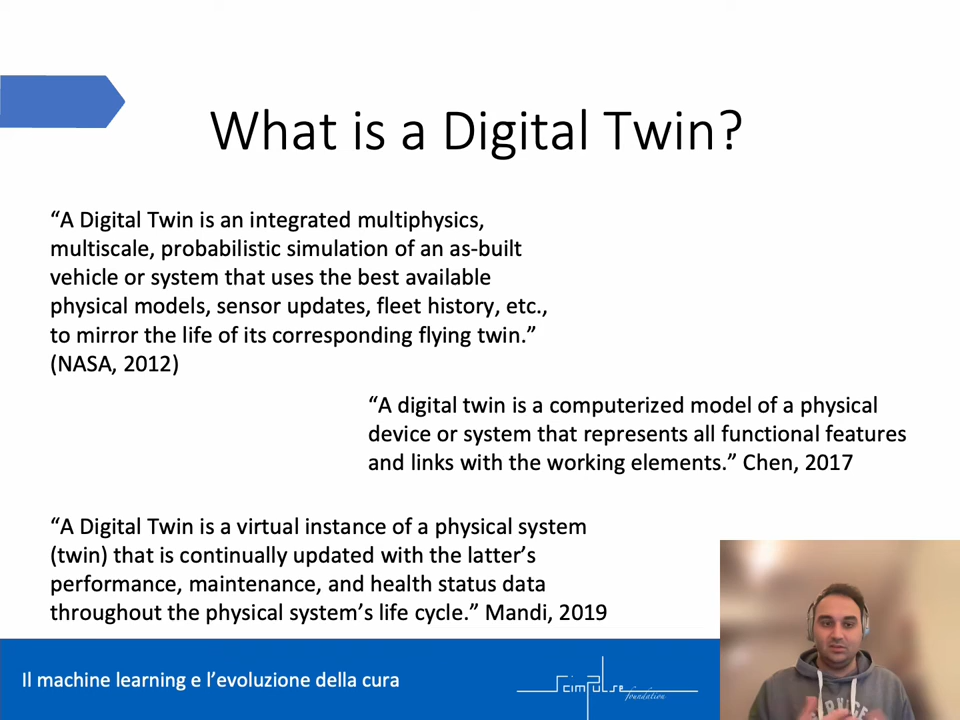 What is a Digital Twin?
“A Digital Twin is an integrated multiphysics,
multiscale, probabilistic simulation of an as-built
vehicle or system that uses the best available
physical models, sensor updates, fleet history, etc.,
to mirror the life of its corresponding flying twin.”
(NASA, 2012)
“A digital twin is a computerized model of a physical
device or system that represents all functional features
and links with the working elements.” Chen, 2017
“A Digital Twin is a virtual instance of a physical system
(twin) that is continually updated with the latter’s
performance, maintenance, and health status data
throughout the physical system’s life cycle.” Mandi, 2019
Il machine learning e l’evoluzione della cura
scimPulse
foundation